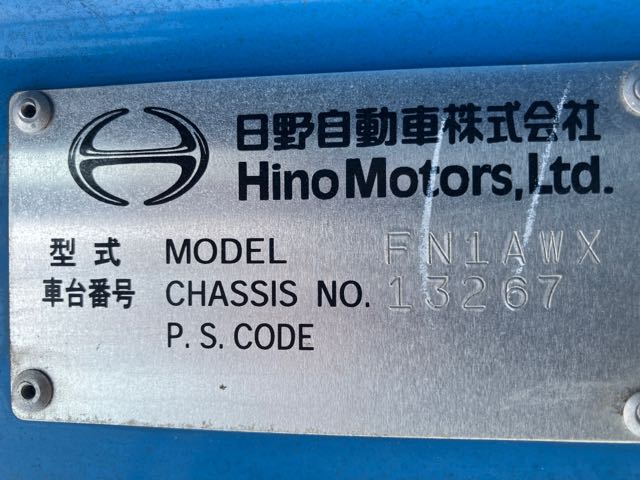 日野自動車株式会社
Hino Motors, Ltd.
型式 MODEL FN1AWX
車台番号 CHASSIS NO. 13267
P.S.CODE